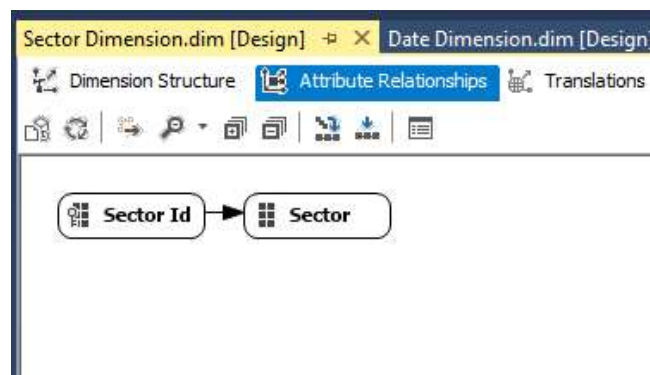 Sector Dimension.dim [Design] Date Dimension.dim [Design]
Dimension Structure Attribute Relationships Translations
Sector Id Sector